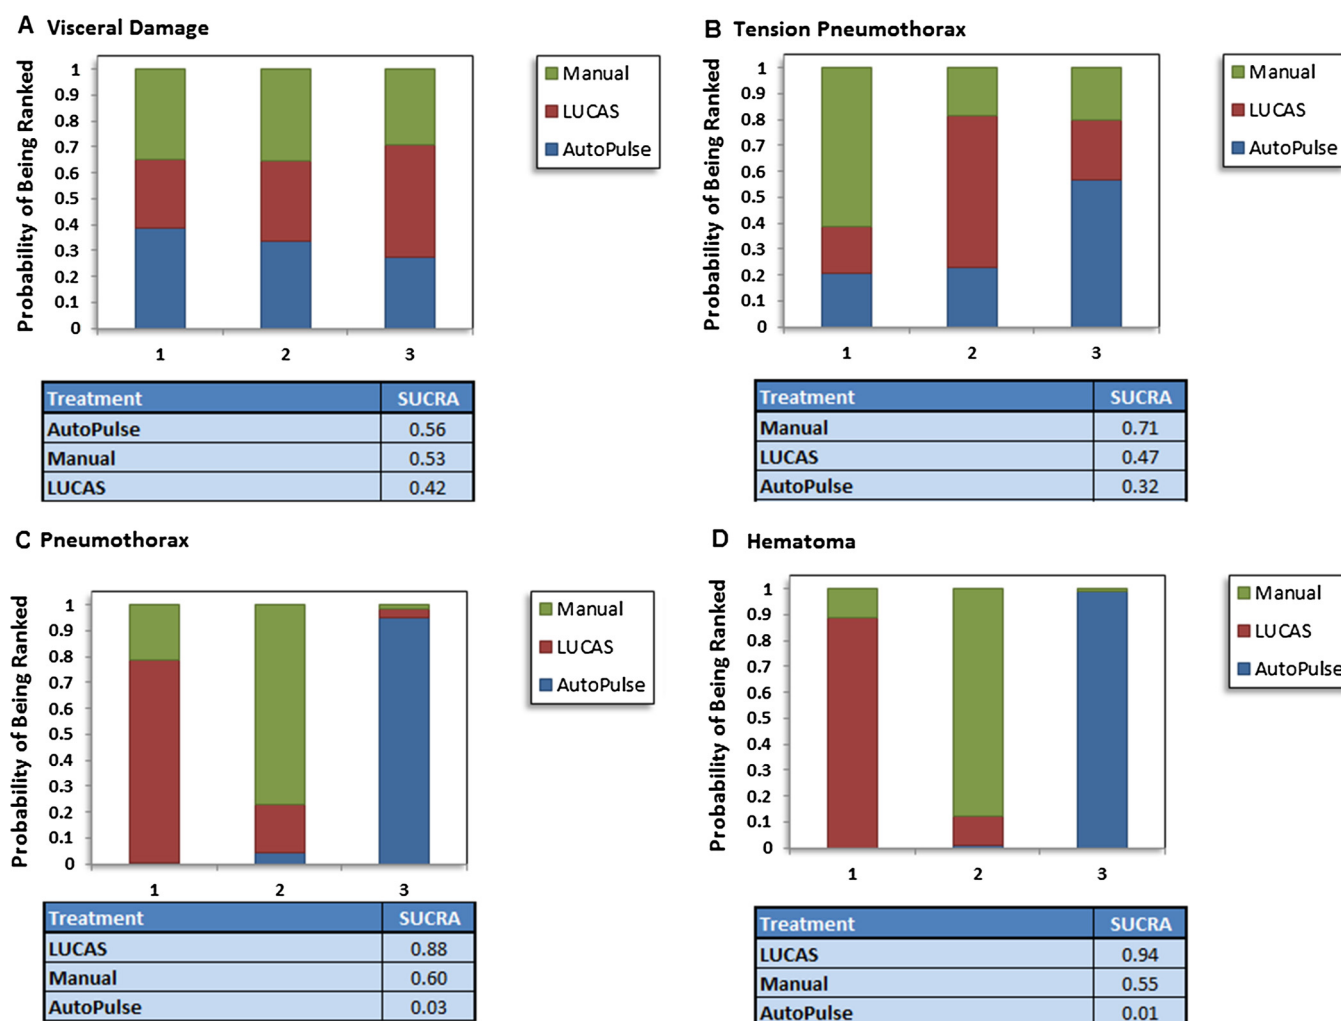 A Visceral Damage
Probability of Being Ranked
1
0.9
0.8
0.7
0.6
0.5
0.4
0.3
0.2
0.1
0
1 2 3
Manual
LUCAS
AutoPulse
Treatment SUCRA
AutoPulse 0.56
Manual 0.53
LUCAS 0.42
B Tension Pneumothorax
Probability of Being Ranked
1
0.9
0.8
0.7
0.6
0.5
0.4
0.3
0.2
0.1
0
1 2 3
Manual
LUCAS
AutoPulse
Treatment SUCRA
Manual 0.71
LUCAS 0.47
AutoPulse 0.32
C Pneumothorax
Probability of Being Ranked
1
0.9
0.8
0.7
0.6
0.5
0.4
0.3
0.2
0.1
0
1 2 3
Manual
LUCAS
AutoPulse
Treatment SUCRA
LUCAS 0.88
Manual 0.60
AutoPulse 0.03
D Hematoma
Probability of Being Ranked
1
0.9
0.8
0.7
0.6
0.5
0.4
0.3
0.2
0.1
0
1 2 3
Manual
LUCAS
AutoPulse
Treatment SUCRA
LUCAS 0.94
Manual 0.55
AutoPulse 0.01